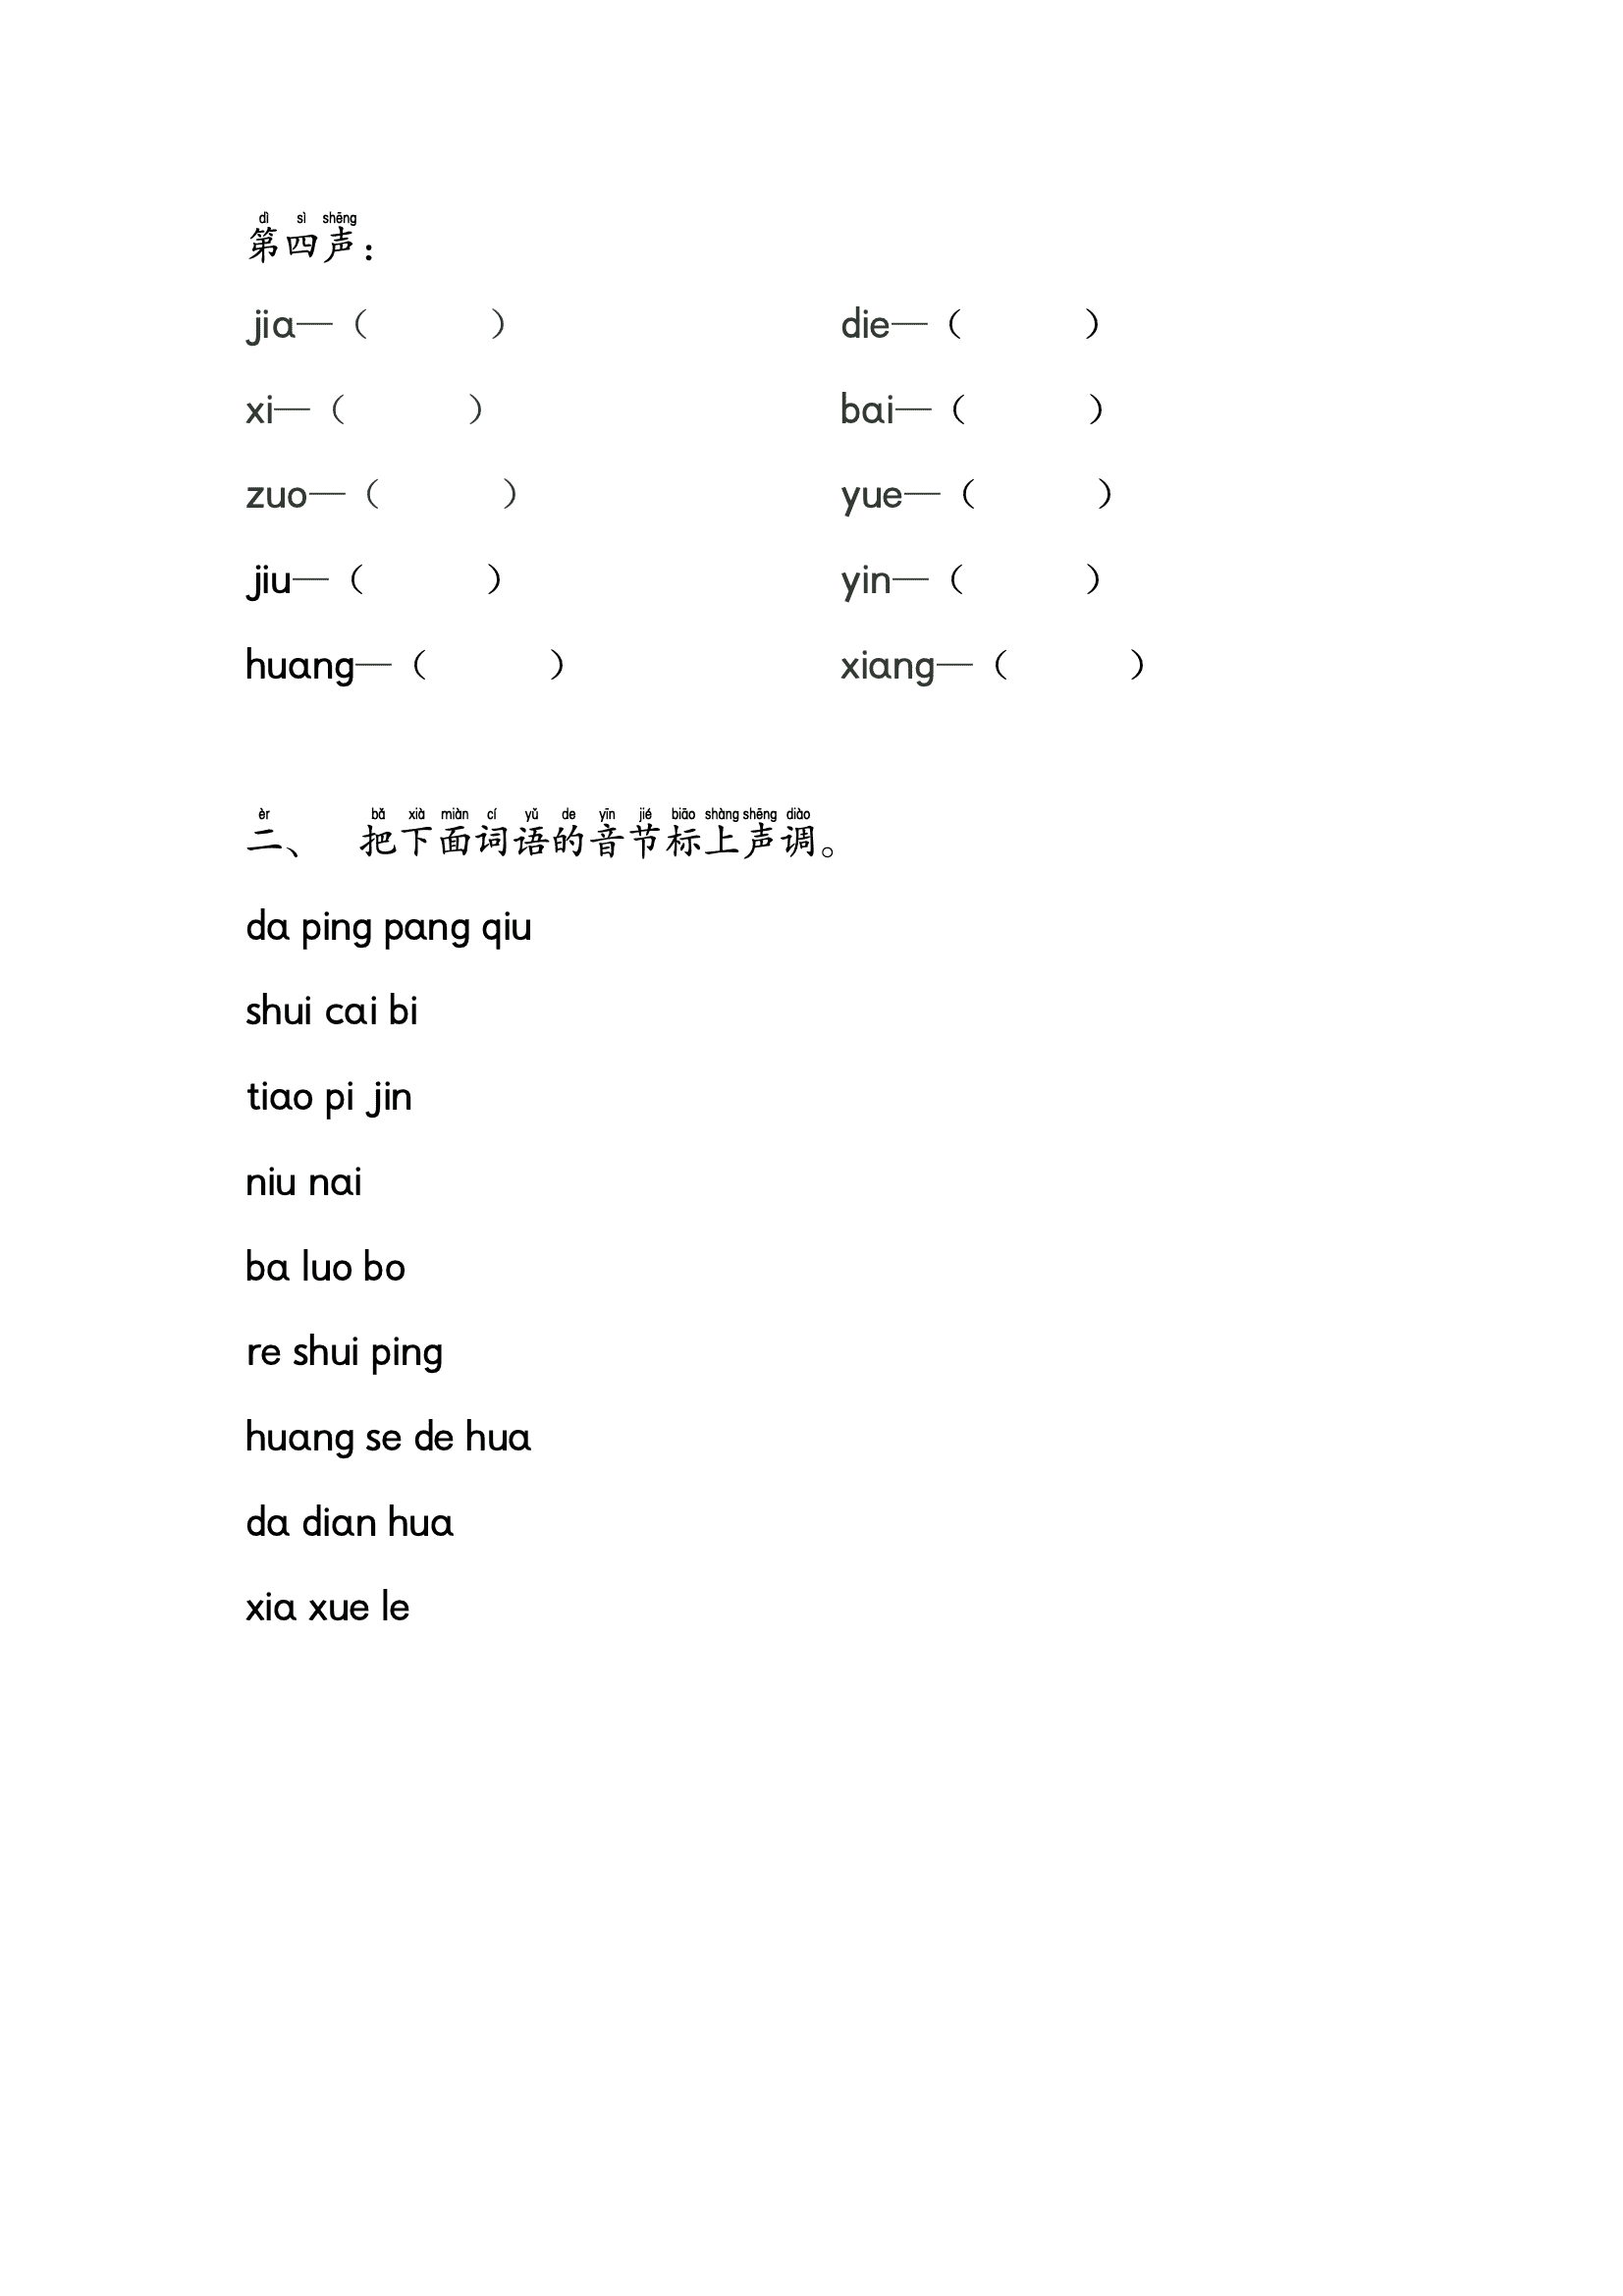 dì sì shēng
第四声：
jia—（ ） die—（ ）
xi—（ ） bai—（ ）
zuo—（ ） yue—（ ）
jiu—（ ） yin—（ ）
huang—（ ） xiang—（ ）
èr bǎ xià miàn cí yǔ de yīn jié biāo shàng shēng diào
二、 把下面词语的音节标上声调。
da ping pang qiu
shui cai bi
tiao pi jin
niu nai
ba luo bo
re shui ping
huang se de hua
da dian hua
xia xue le